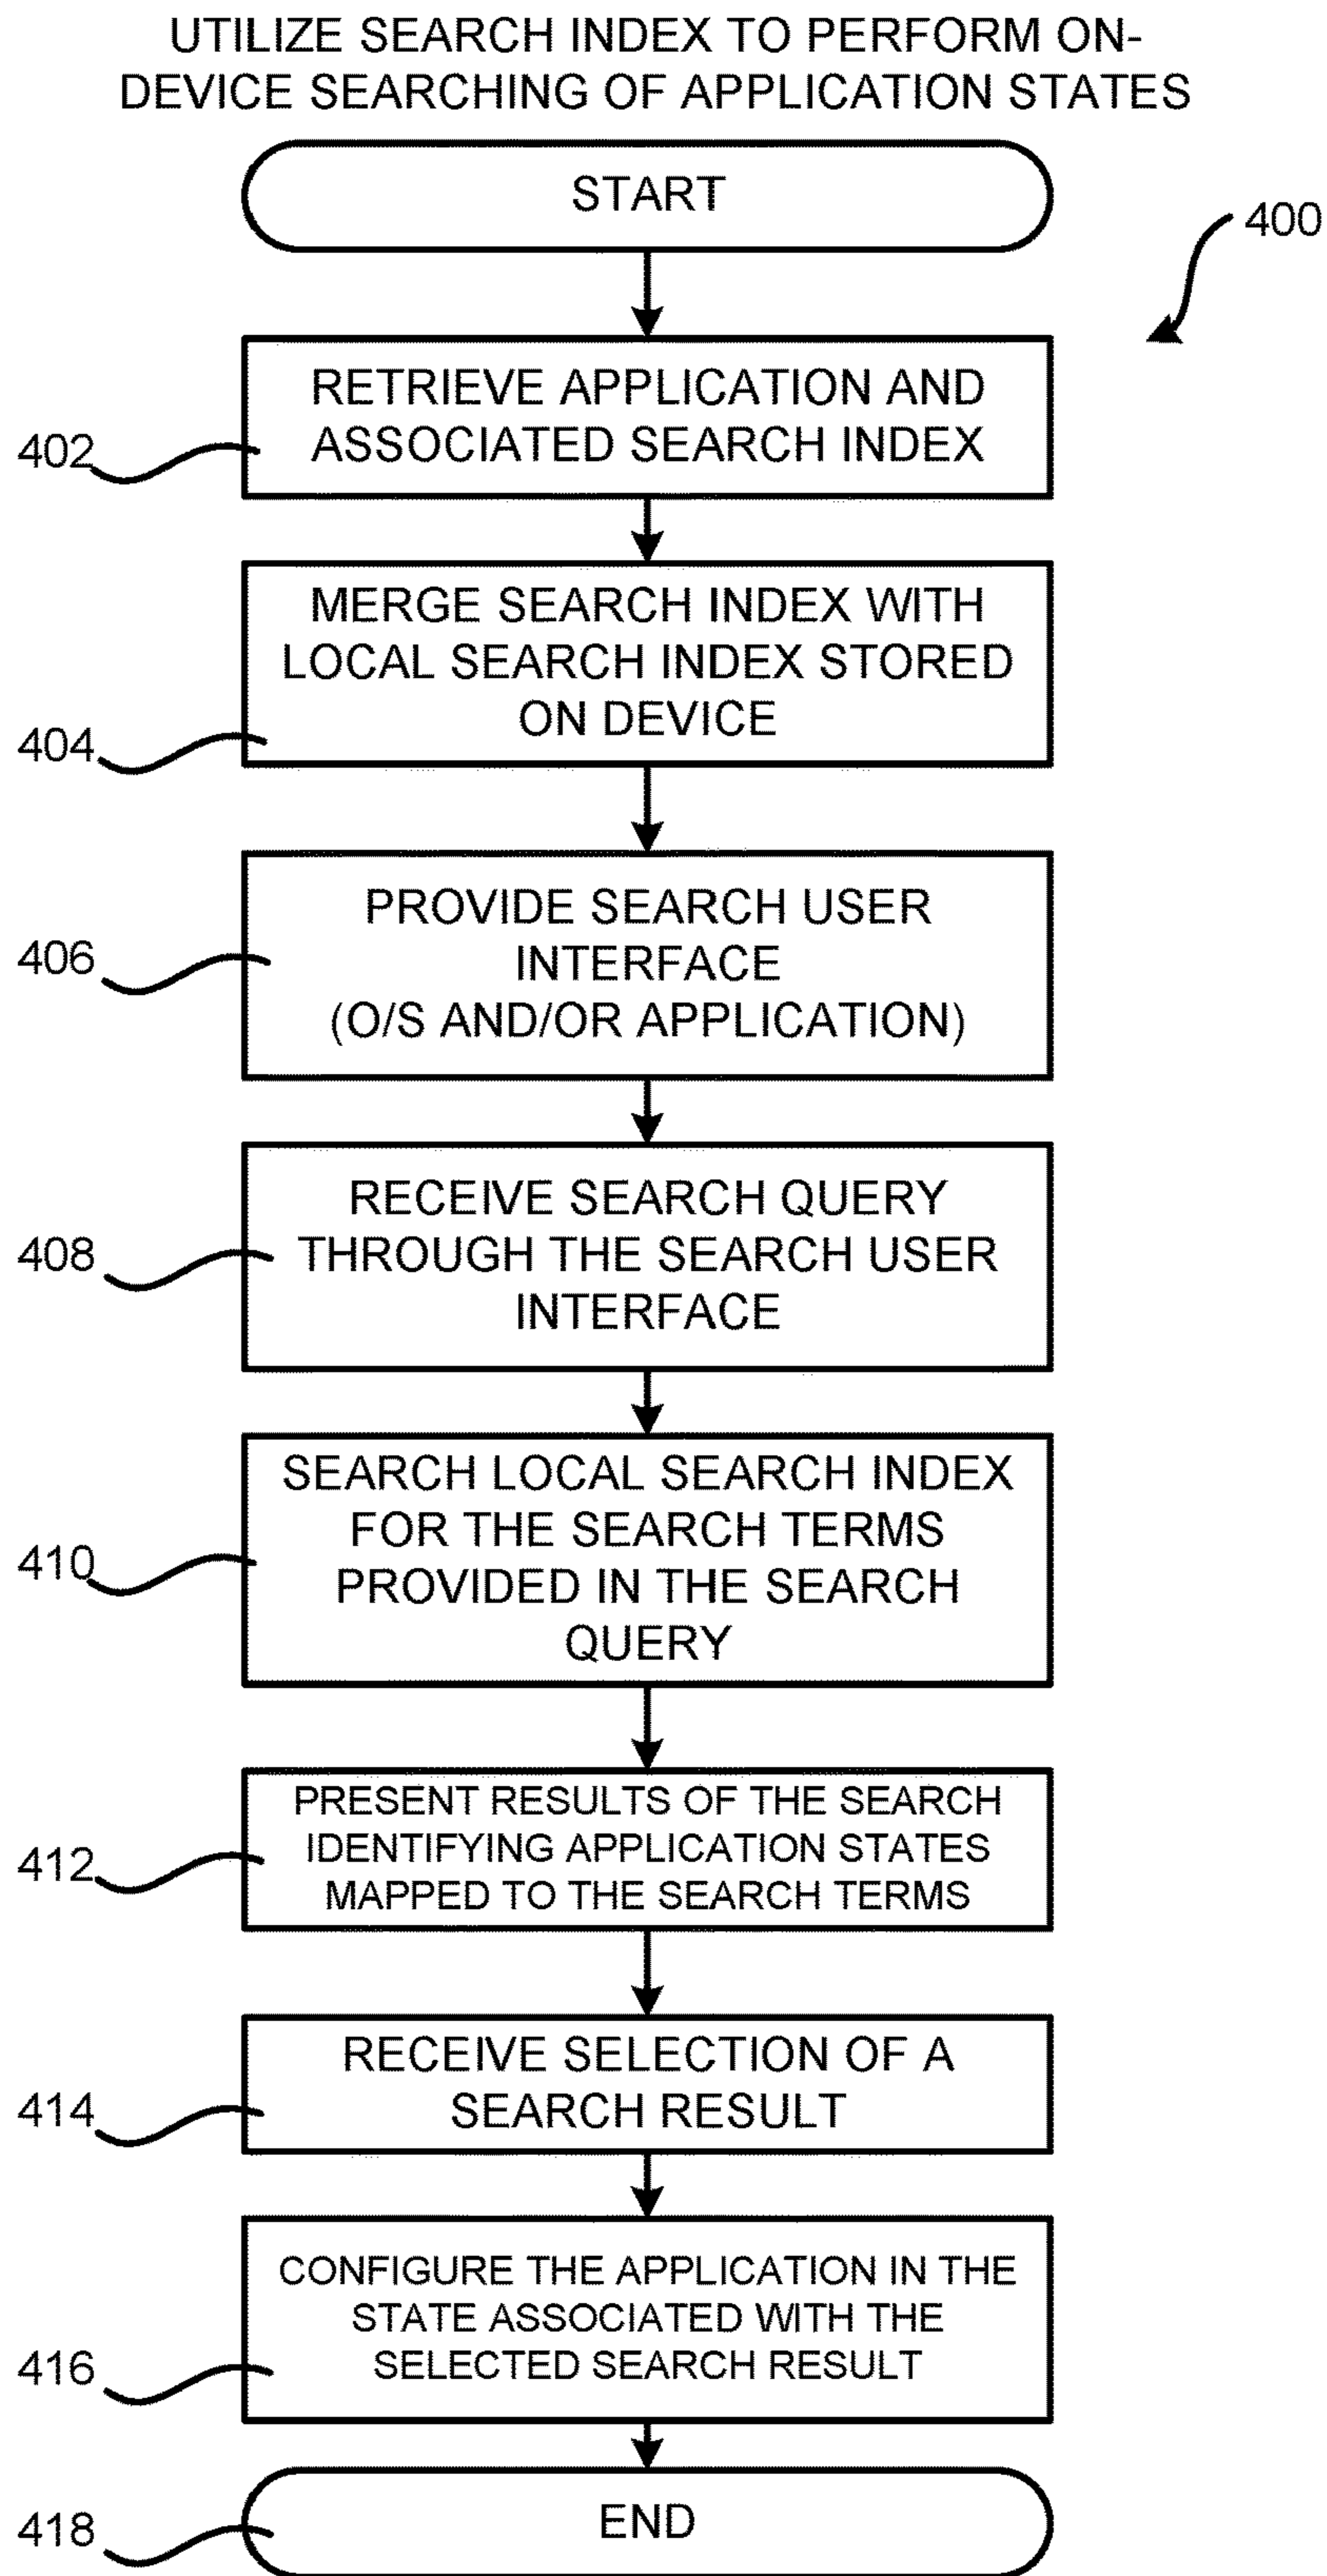 UTILIZE SEARCH INDEX TO PERFORM ON-
DEVICE SEARCHING OF APPLICATION STATES
START
400
RETRIEVE APPLICATION AND
ASSOCIATED SEARCH INDEX
402
MERGE SEARCH INDEX WITH
LOCAL SEARCH INDEX STORED
ON DEVICE
404
PROVIDE SEARCH USER
INTERFACE
(O/S AND/OR APPLICATION)
406
RECEIVE SEARCH QUERY
THROUGH THE SEARCH USER
INTERFACE
408
SEARCH LOCAL SEARCH INDEX
FOR THE SEARCH TERMS
PROVIDED IN THE SEARCH
QUERY
410
PRESENT RESULTS OF THE SEARCH
IDENTIFYING APPLICATION STATES
MAPPED TO THE SEARCH TERMS
412
RECEIVE SELECTION OF A
SEARCH RESULT
414
CONFIGURE THE APPLICATION IN THE
STATE ASSOCIATED WITH THE
SELECTED SEARCH RESULT
416
END
418